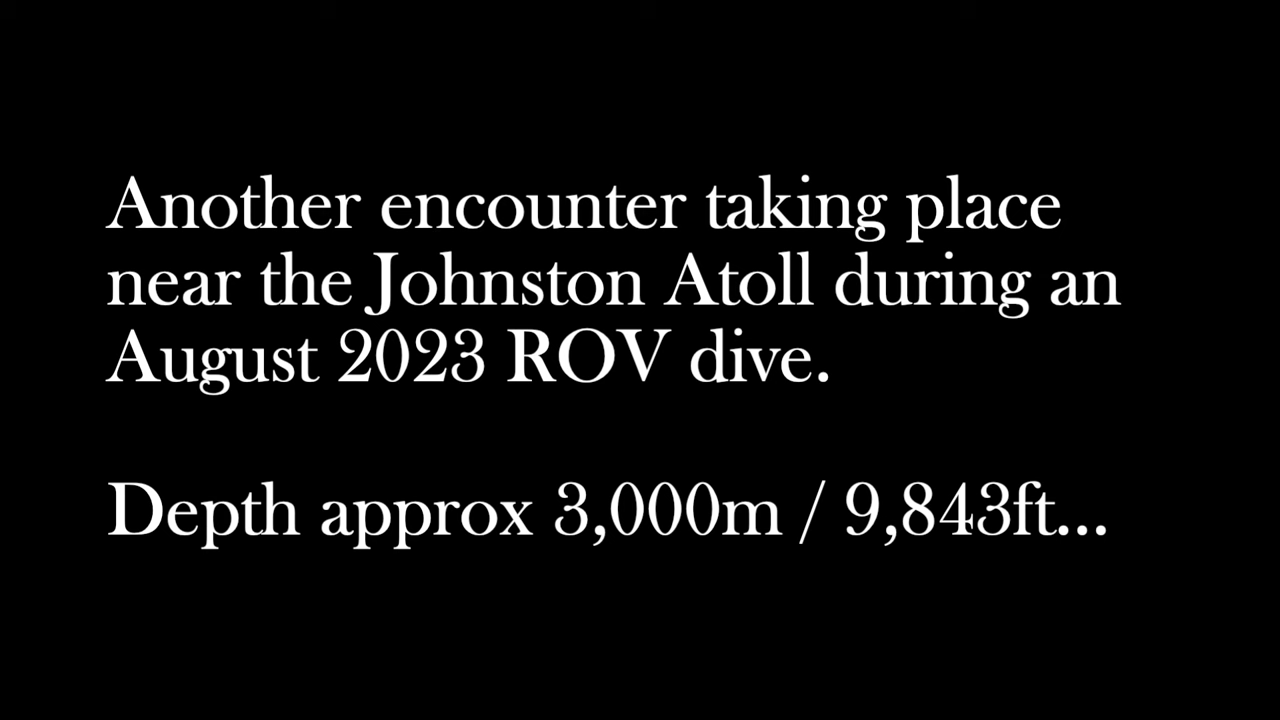 Another encounter taking place
near the Johnston Atoll during an
August 2023 ROV dive.
Depth approx 3,000m / 9,843ft...